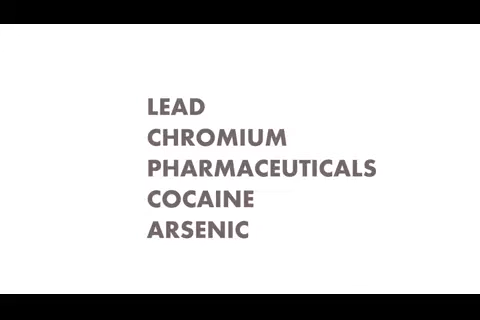 LEAD
CHROMIUM
PHARMACEUTICALS
COCAINE
ARSENIC